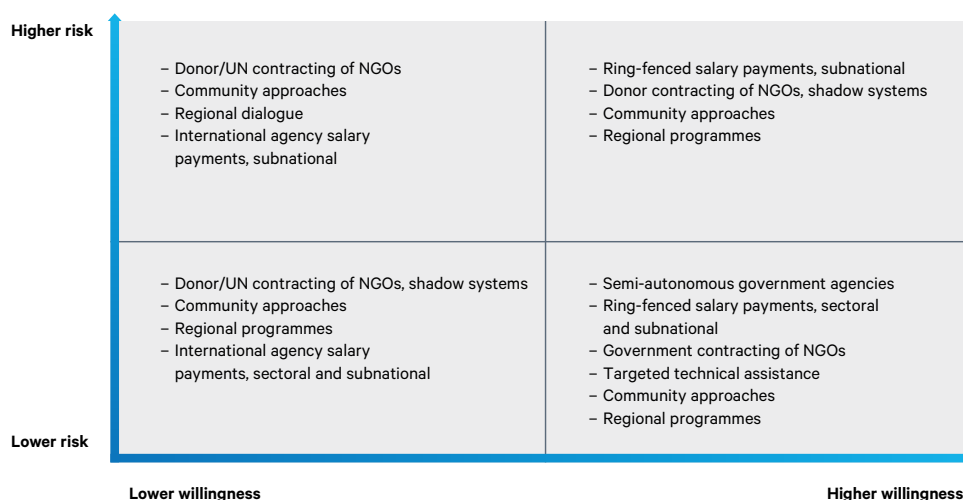 Higher risk
– Donor/UN contracting of NGOs
– Community approaches
– Regional dialogue
– International agency salary
payments, subnational
– Ring-fenced salary payments, subnational
– Donor contracting of NGOs, shadow systems
– Community approaches
– Regional programmes
– Donor/UN contracting of NGOs, shadow systems
– Community approaches
– Regional programmes
– International agency salary
payments, sectoral and subnational
– Semi-autonomous government agencies
– Ring-fenced salary payments, sectoral
and subnational
– Government contracting of NGOs
– Targeted technical assistance
– Community approaches
– Regional programmes
Lower risk
Lower willingness
Higher willingness